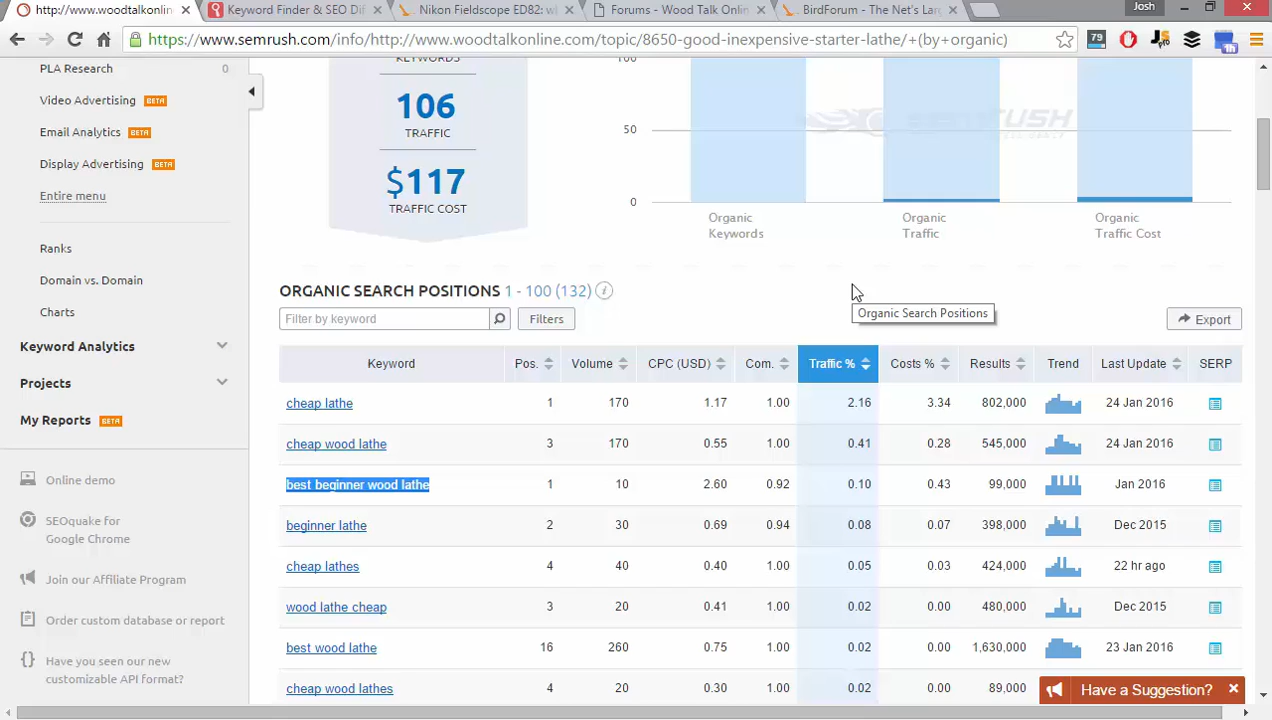 http://www.woodtalkonline
Keyword Finder & SEO Dif
Nikon Fieldscope ED82: w
Forums - Wood Talk Onlin
BirdForum - The Net's Larg
Josh
https://www.semrush.com/info/http://www.woodtalkonline.com/topic/8650-good-inexpensive-starter-lathe/+(by+organic)
79
1h
PLA Research 0
Video Advertising BETA
Email Analytics BETA
Display Advertising BETA
Entire menu
Ranks
Domain vs. Domain
Charts
Keyword Analytics
Projects
My Reports BETA
Online demo
SEOquake for
Google Chrome
Join our Affiliate Program
Order custom database or report
Have you seen our new
customizable API format?
KEYWORDS
106
TRAFFIC
$117
TRAFFIC COST
100
50
0
SEMRUSH
Organic
Keywords
Organic
Traffic
Organic
Traffic Cost
ORGANIC SEARCH POSITIONS 1 - 100 (132)
Organic Search Positions
Filter by keyword
Filters
Export
Keyword Pos. Volume CPC (USD) Com. Traffic % Costs % Results Trend Last Update SERP
cheap lathe 1 170 1.17 1.00 2.16 3.34 802,000 24 Jan 2016
cheap wood lathe 3 170 0.55 1.00 0.41 0.28 545,000 24 Jan 2016
best beginner wood lathe 1 10 2.60 0.92 0.10 0.43 99,000 Jan 2016
beginner lathe 2 30 0.69 0.94 0.08 0.07 398,000 Dec 2015
cheap lathes 4 40 0.40 1.00 0.05 0.03 424,000 22 hr ago
wood lathe cheap 3 20 0.41 1.00 0.02 0.00 480,000 Dec 2015
best wood lathe 16 260 0.75 1.00 0.02 0.00 1,630,000 23 Jan 2016
cheap wood lathes 4 20 0.30 1.00 0.02 0.00 89,000
Have a Suggestion?